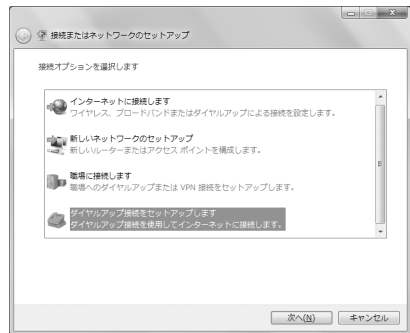 接続またはネットワークのセットアップ
接続オプションを選択します
インターネットに接続します
ワイヤレス、ブロードバンドまたはダイヤルアップによる接続を設定します。
新しいネットワークのセットアップ
新しいルーターまたはアクセス ポイントを構成します。
職場に接続します
職場へのダイヤルアップまたは VPN 接続をセットアップします。
ダイヤルアップ接続をセットアップします
ダイヤルアップ接続を使用してインターネットに接続します。
次へ(N)
キャンセル